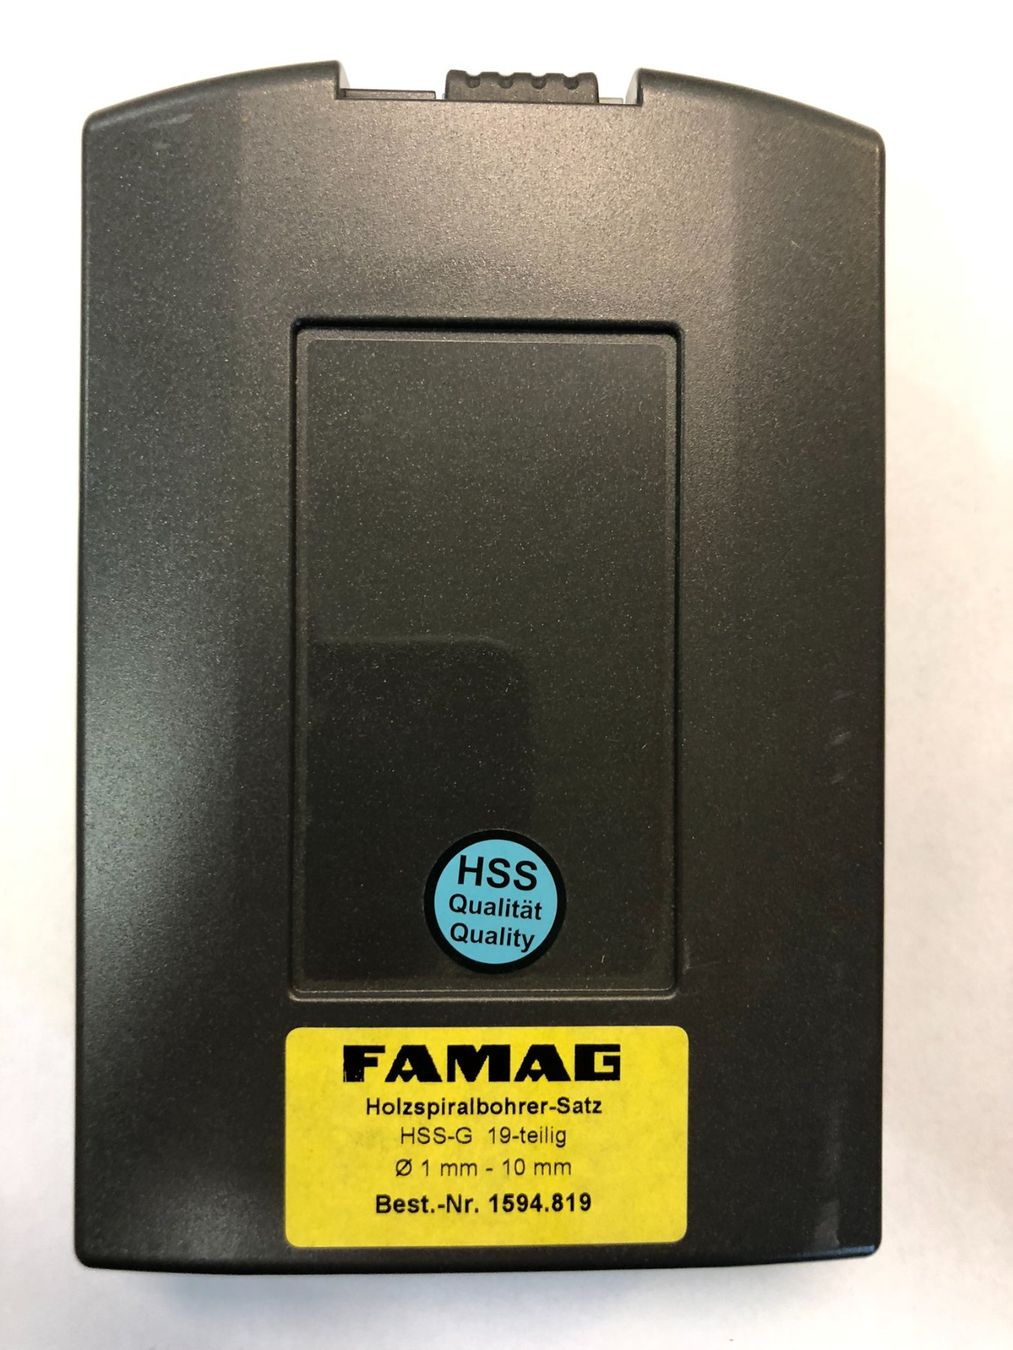 HSS
Qualität
Quality
FAMAG
Holzspiralbohrer-Satz
HSS-G 19-teilig
Ø 1 mm - 10 mm
Best.-Nr. 1594.819